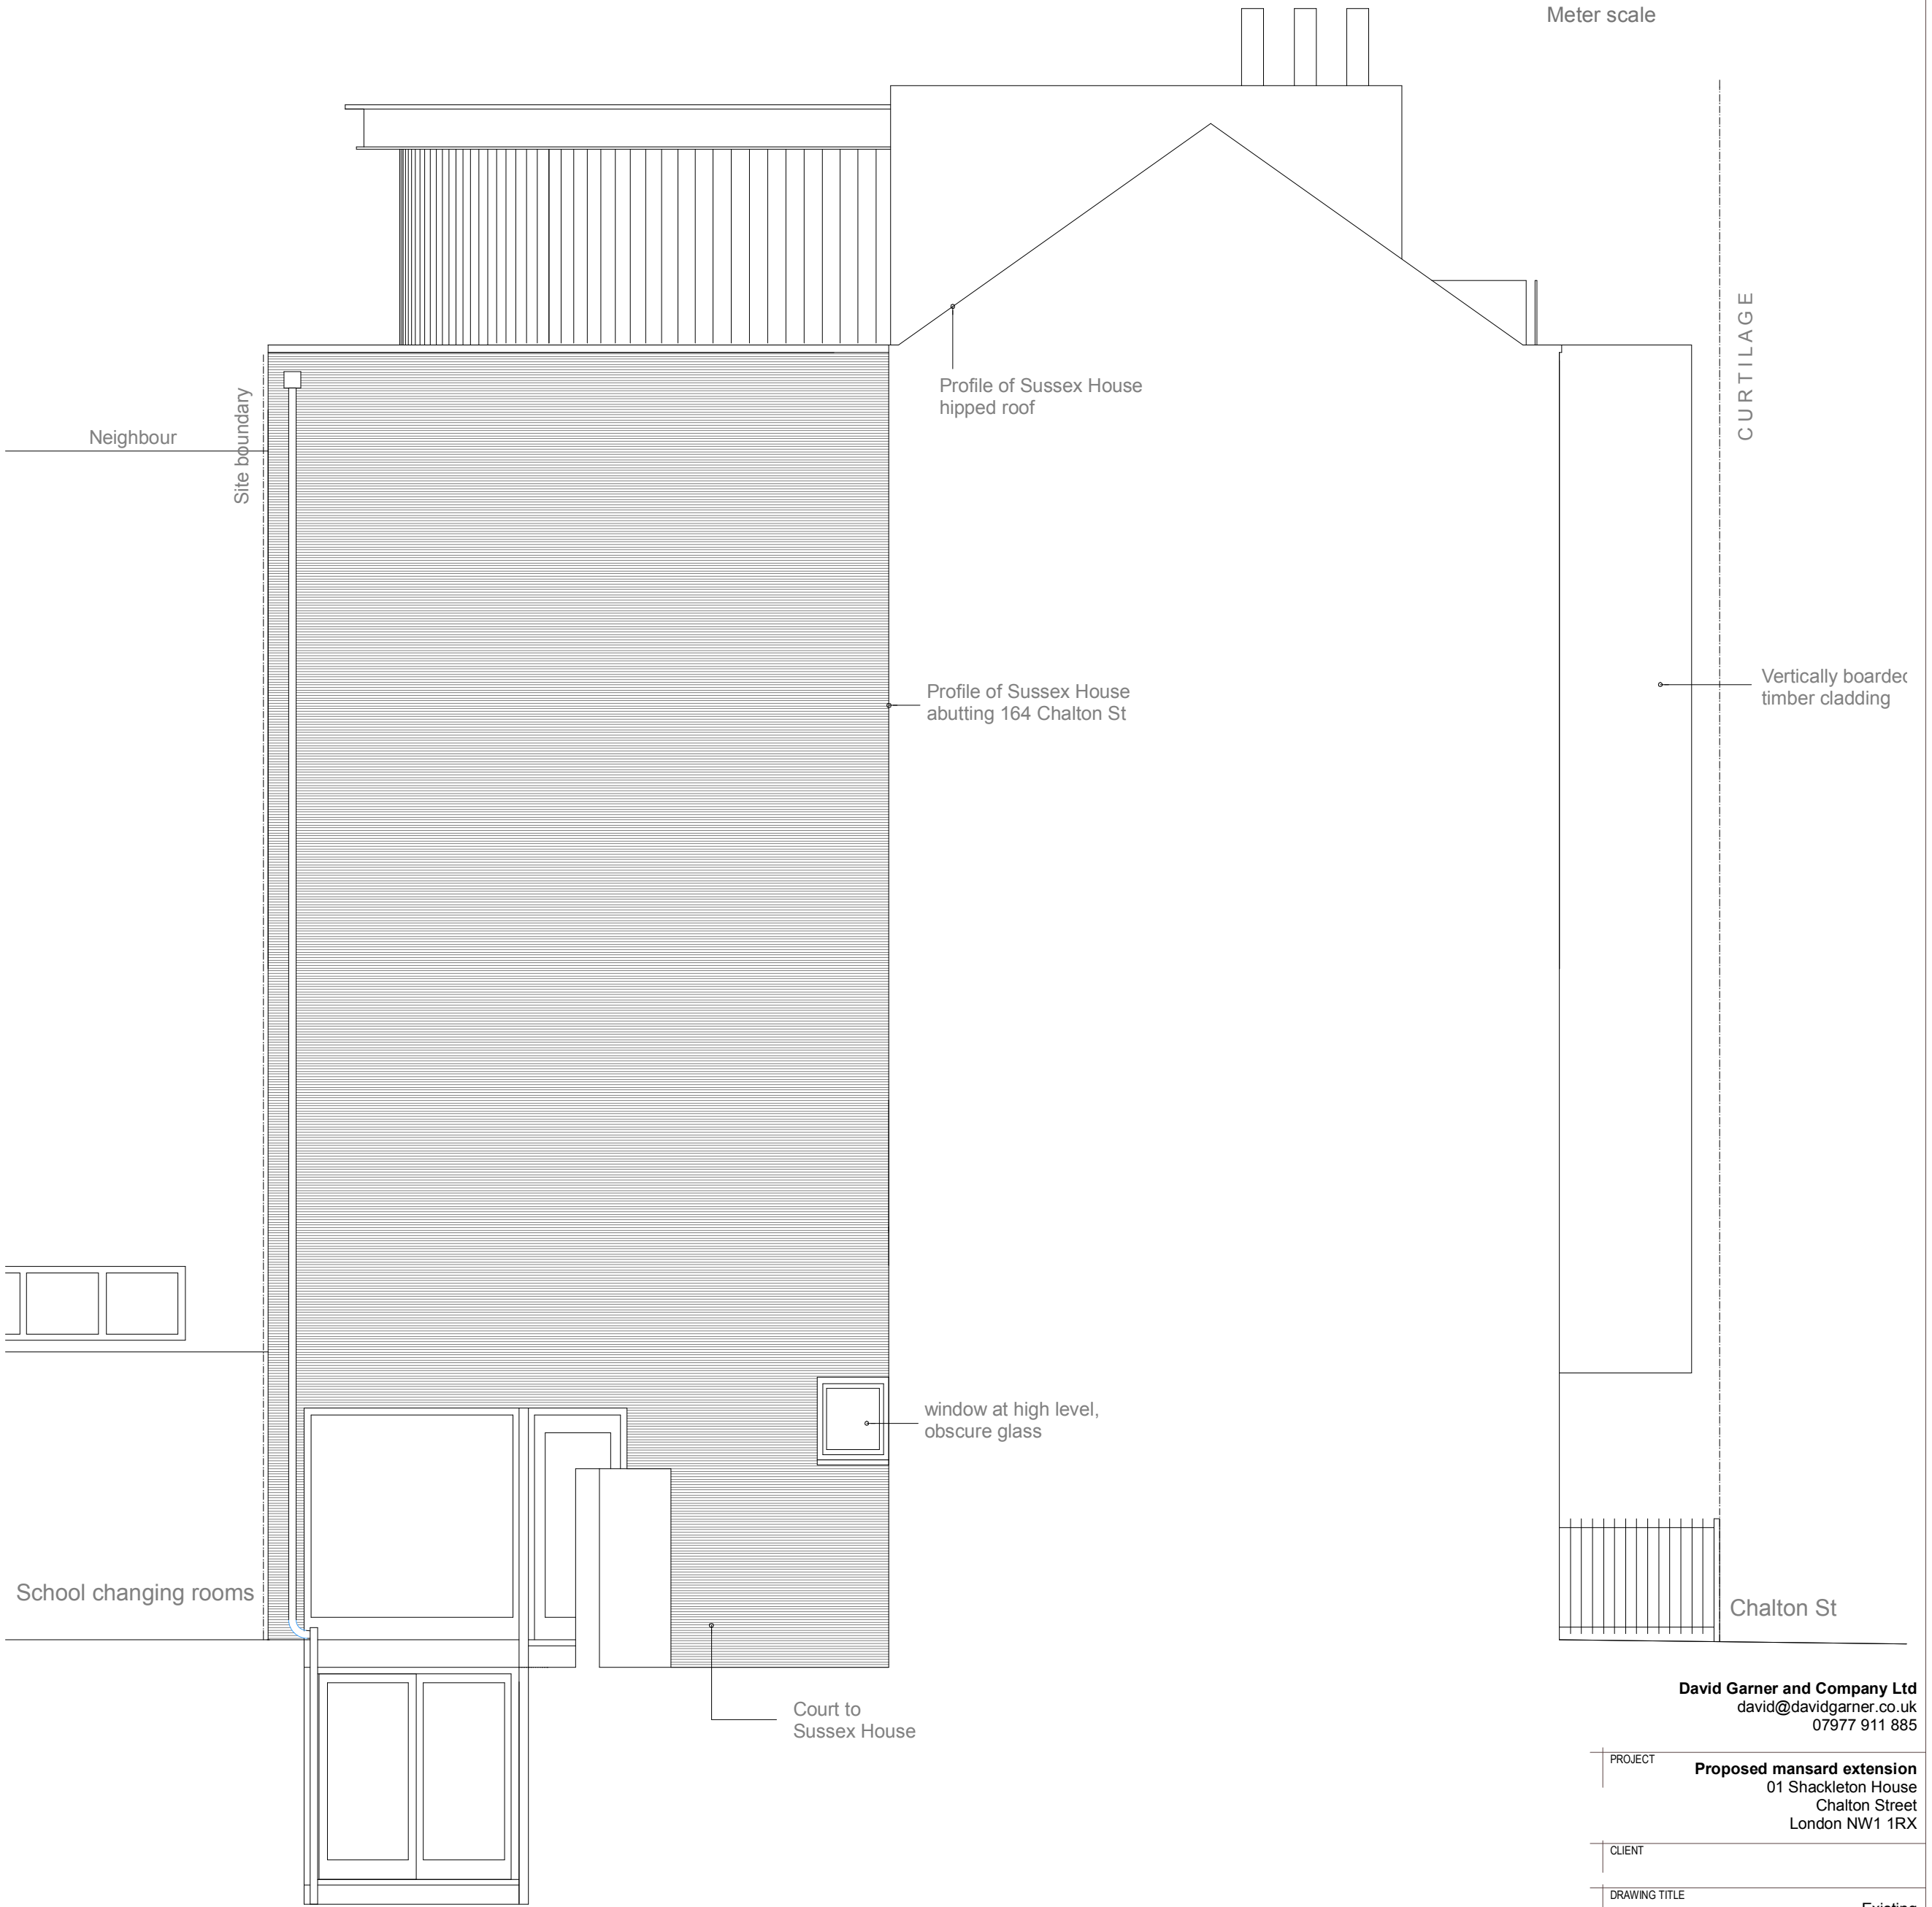 Meter scale
CURTILAGE
Profile of Sussex House
hipped roof
Neighbour
Site boundary
Profile of Sussex House
abutting 164 Chalton St
Vertically boarded
timber cladding
window at high level,
obscure glass
School changing rooms
Chalton St
Court to
Sussex House
David Garner and Company Ltd
david@davidgarner.co.uk
07977 911 885
PROJECT
Proposed mansard extension
01 Shackleton House
Chalton Street
London NW1 1RX
CLIENT
DRAWING TITLE
Existing